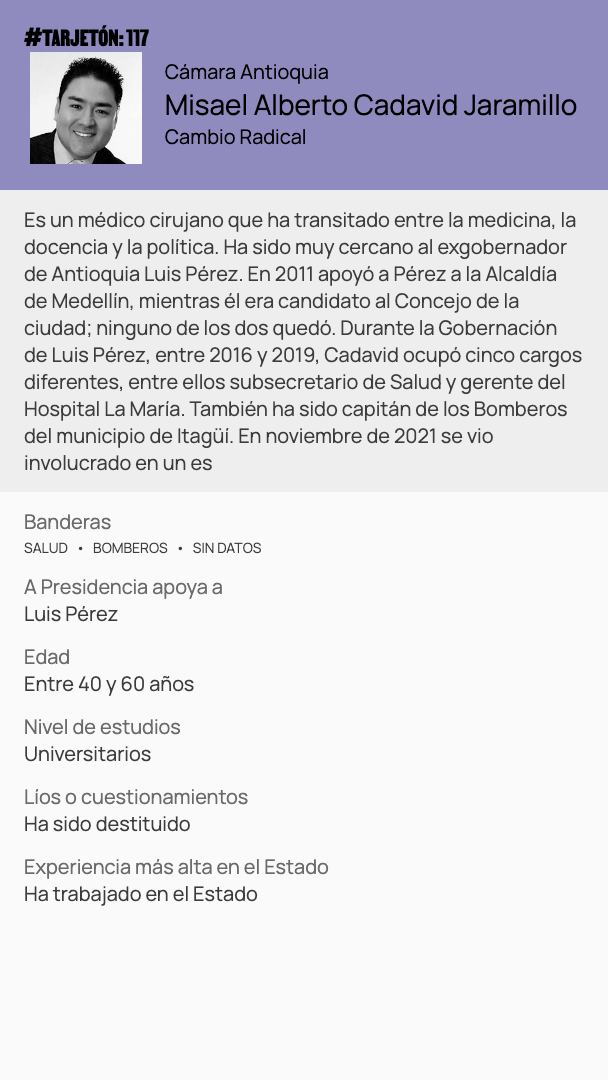 #TARJETÓN: 117
Cámara Antioquia
Misael Alberto Cadavid Jaramillo
Cambio Radical
Es un médico cirujano que ha transitado entre la medicina, la
docencia y la política. Ha sido muy cercano al exgobernador
de Antioquia Luis Pérez. En 2011 apoyó a Pérez a la Alcaldía
de Medellín, mientras él era candidato al Concejo de la
ciudad; ninguno de los dos quedó. Durante la Gobernación
de Luis Pérez, entre 2016 y 2019, Cadavid ocupó cinco cargos
diferentes, entre ellos subsecretario de Salud y gerente del
Hospital La María. También ha sido capitán de los Bomberos
del municipio de Itagüí. En noviembre de 2021 se vio
involucrado en un es
Banderas
SALUD • BOMBEROS • SIN DATOS
A Presidencia apoya a
Luis Pérez
Edad
Entre 40 y 60 años
Nivel de estudios
Universitarios
Líos o cuestionamientos
Ha sido destituido
Experiencia más alta en el Estado
Ha trabajado en el Estado